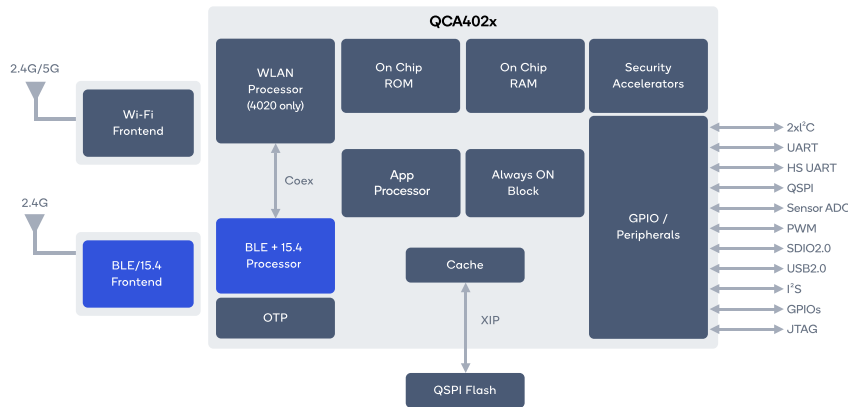 QCA402x
2.4G/5G
Wi-Fi
Frontend
2.4G
BLE/15.4
Frontend
WLAN
Processor
(4020 only)
Coex
BLE + 15.4
Processor
OTP
On Chip
ROM
On Chip
RAM
Security
Accelerators
App
Processor
Always ON
Block
Cache
XIP
QSPI Flash
GPIO /
Peripherals
2xl²C
UART
HS UART
QSPI
Sensor ADC
PWM
SDIO2.0
USB2.0
I²S
GPIOs
JTAG